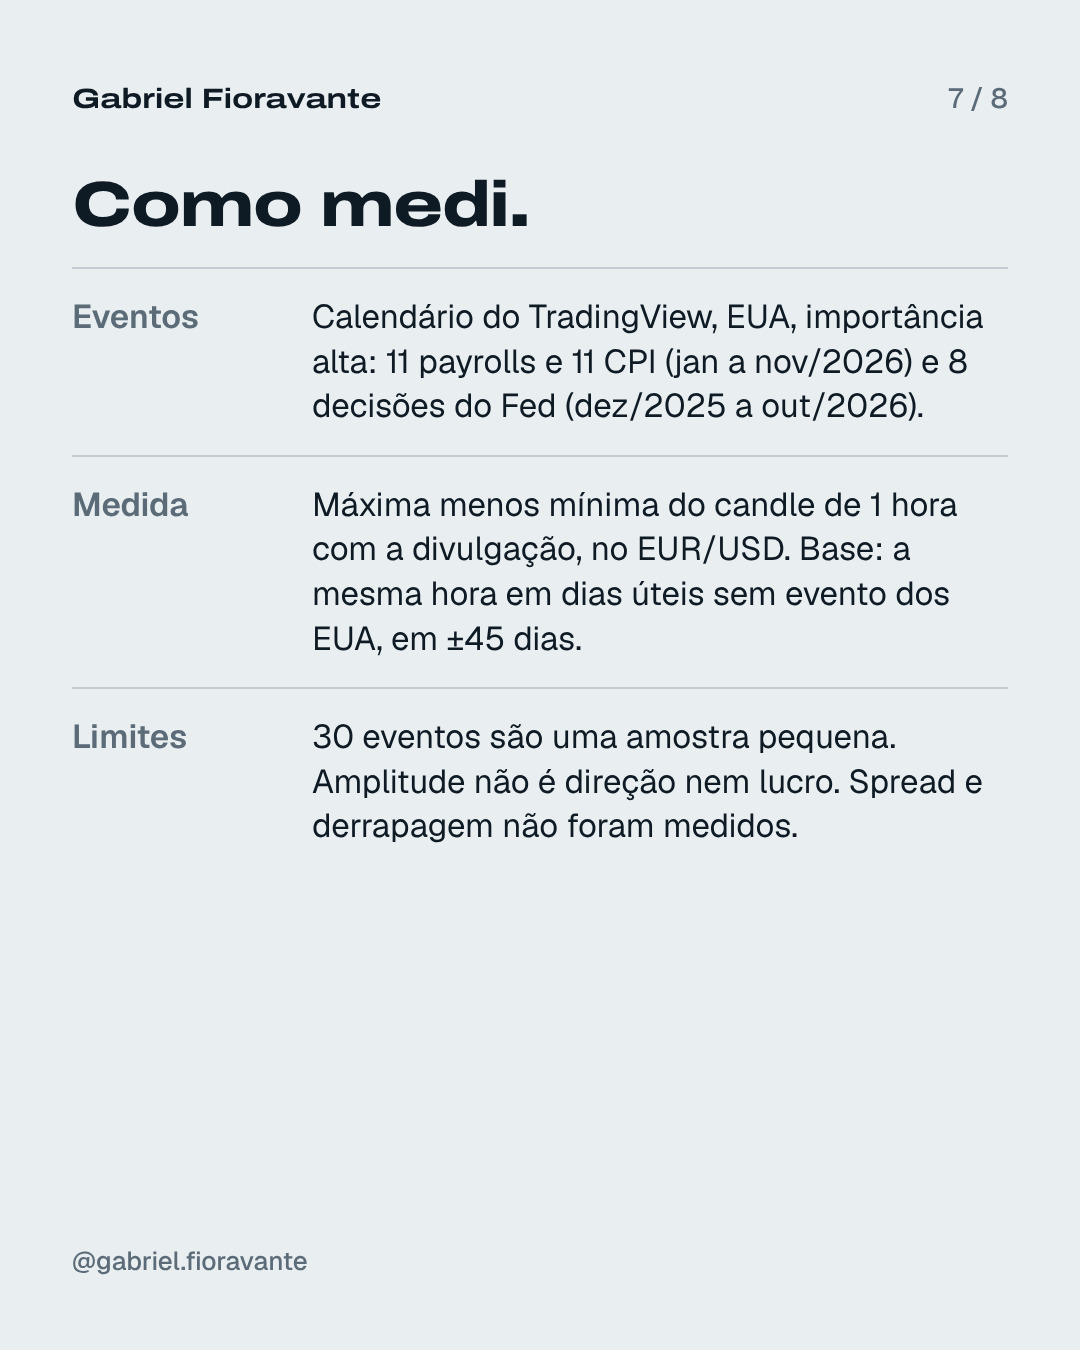 Gabriel Fioravante
7 / 8
Como medi.
Eventos
Calendário do TradingView, EUA, importância
alta: 11 payrolls e 11 CPI (jan a nov/2026) e 8
decisões do Fed (dez/2025 a out/2026).
Medida
Máxima menos mínima do candle de 1 hora
com a divulgação, no EUR/USD. Base: a
mesma hora em dias úteis sem evento dos
EUA, em ±45 dias.
Limites
30 eventos são uma amostra pequena.
Amplitude não é direção nem lucro. Spread e
derrapagem não foram medidos.
@gabriel.fioravante